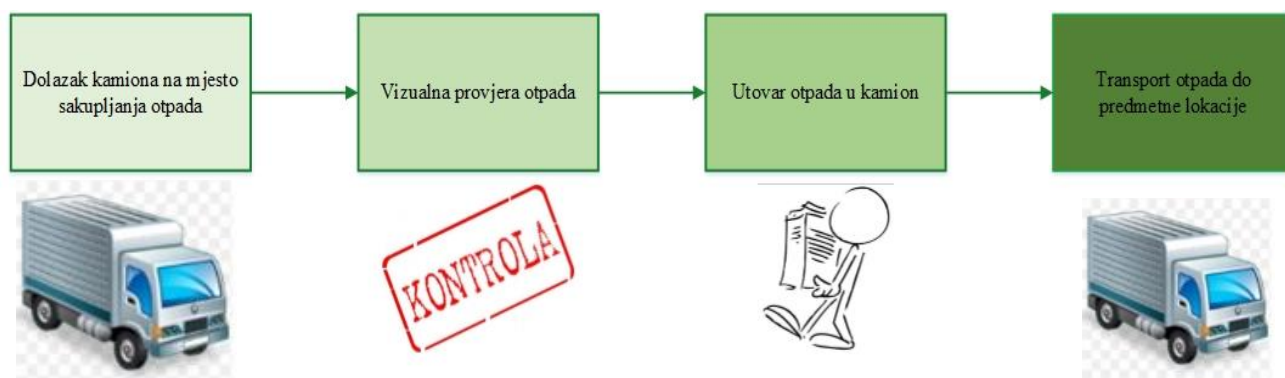 Dolazak kamiona na mjesto
sakupljanja otpada
Vizualna provjera otpada
Utovar otpada u kamion
Transport otpada do
predmetne lokacije
KONTROLA